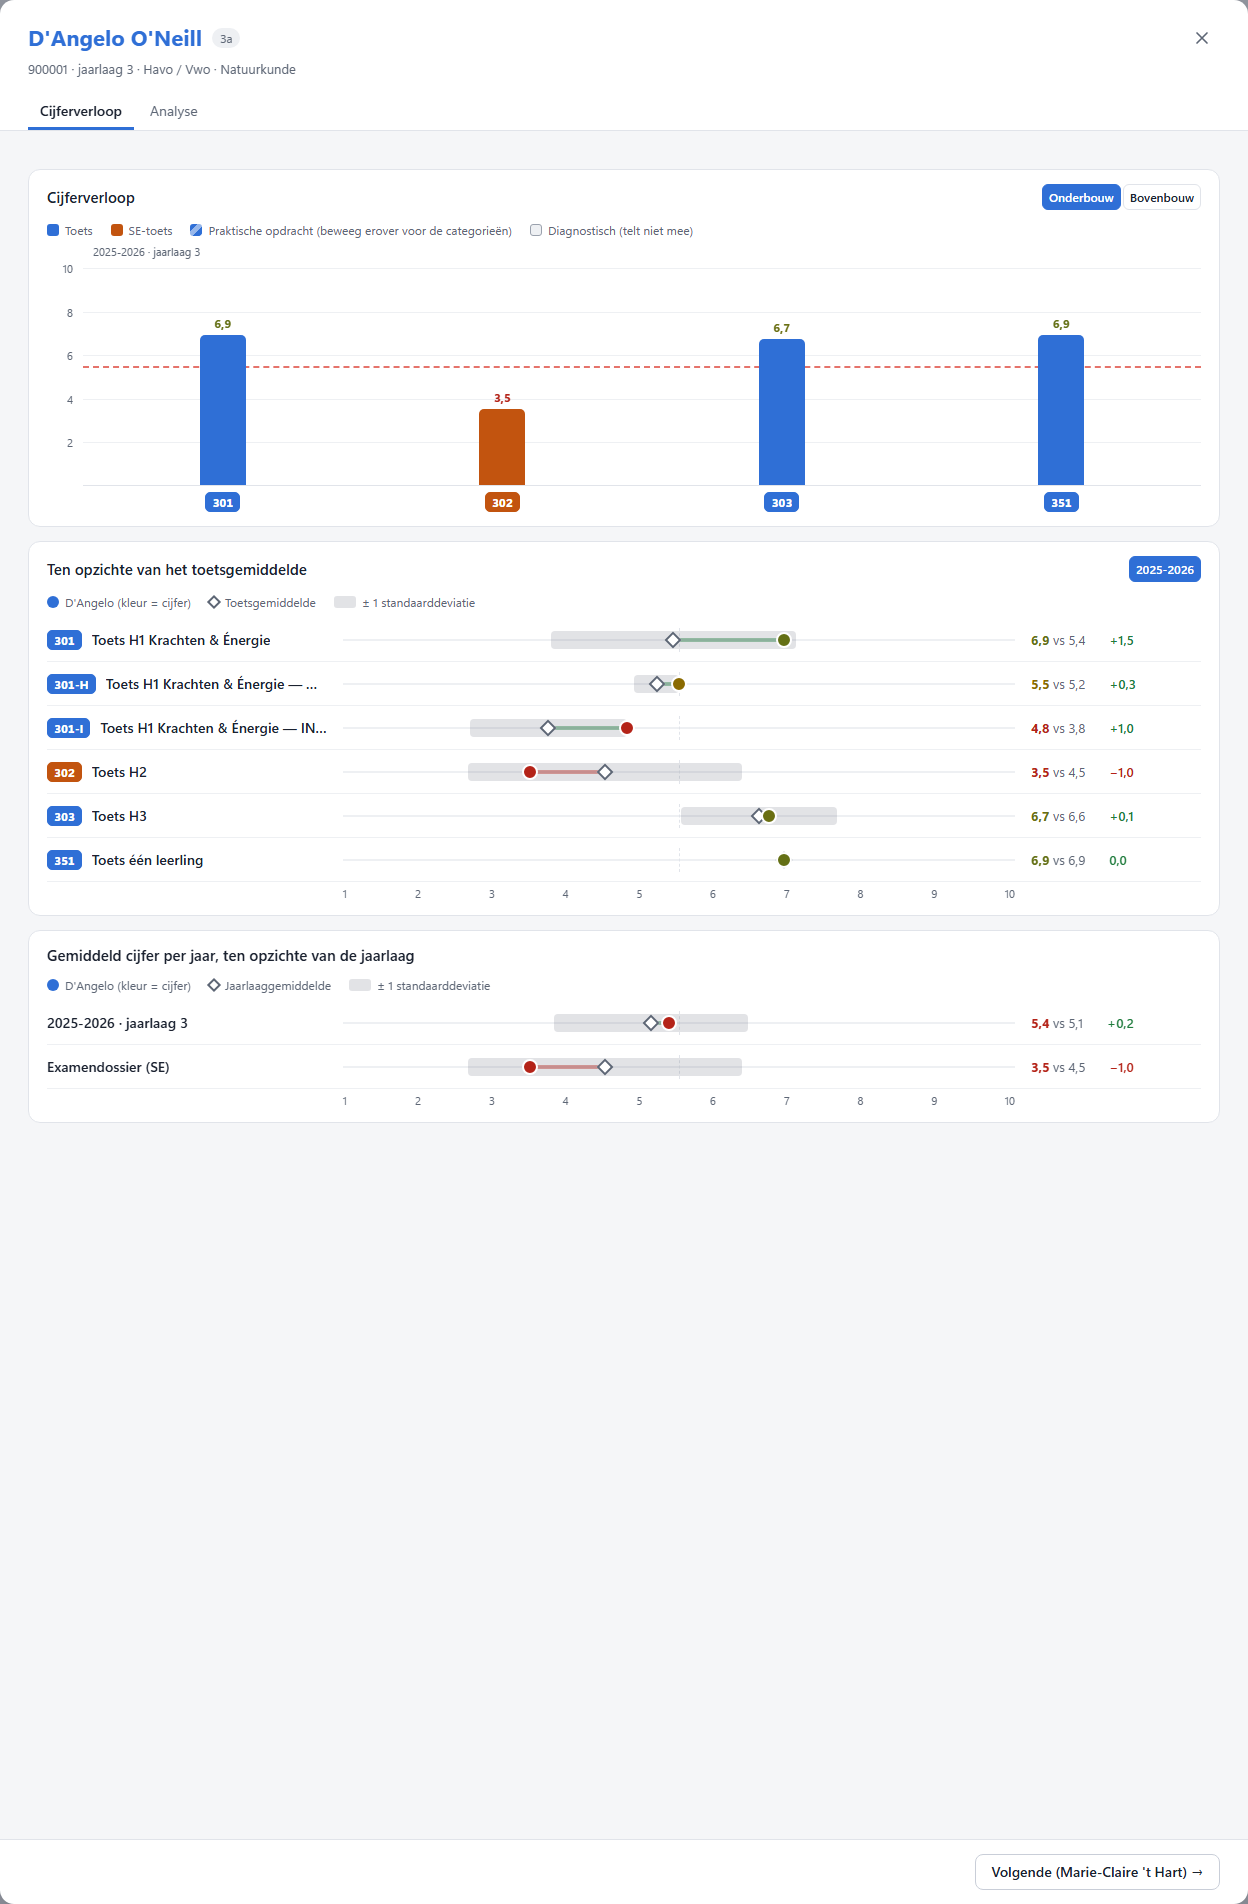 D'Angelo O'Neill 3a
900001 · jaarlaag 3 · Havo / Vwo · Natuurkunde
Cijferverloop Analyse
Cijferverloop Onderbouw Bovenbouw
Toets SE-toets Praktische opdracht (beweeg erover voor de categorieën) Diagnostisch (telt niet mee)
2025-2026 · jaarlaag 3
10
8
6,9 6,7 6,9
6
4
3,5
2
301 302 303 351
Ten opzichte van het toetsgemiddelde 2025-2026
D'Angelo (kleur = cijfer) Toetsgemiddelde ± 1 standaarddeviatie
301 Toets H1 Krachten & Énergie 6,9 vs 5,4 +1,5
301-H Toets H1 Krachten & Énergie — ... 5,5 vs 5,2 +0,3
301-I Toets H1 Krachten & Énergie — IN... 4,8 vs 3,8 +1,0
302 Toets H2 3,5 vs 4,5 −1,0
303 Toets H3 6,7 vs 6,6 +0,1
351 Toets één leerling 6,9 vs 6,9 0,0
1 2 3 4 5 6 7 8 9 10
Gemiddeld cijfer per jaar, ten opzichte van de jaarlaag
D'Angelo (kleur = cijfer) Jaarlaaggemiddelde ± 1 standaarddeviatie
2025-2026 · jaarlaag 3 5,4 vs 5,1 +0,2
Examendossier (SE) 3,5 vs 4,5 −1,0
1 2 3 4 5 6 7 8 9 10
Volgende (Marie-Claire 't Hart) →